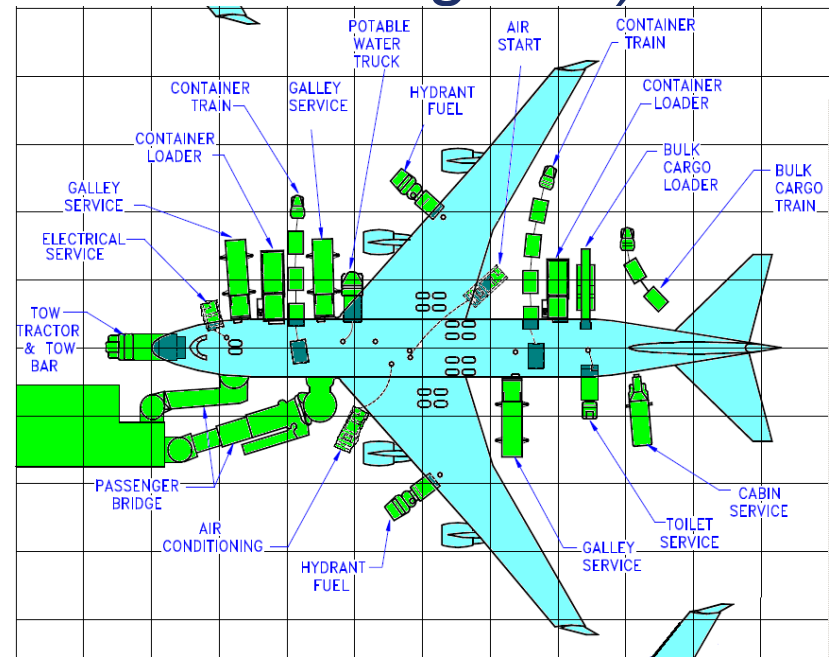 POTABLE
WATER
TRUCK
AIR
START
CONTAINER
TRAIN
CONTAINER
TRAIN
GALLEY
SERVICE
HYDRANT
FUEL
CONTAINER
LOADER
CONTAINER
LOADER
BULK
CARGO
LOADER
BULK
CARGO
TRAIN
GALLEY
SERVICE
ELECTRICAL
SERVICE
TOW
TRACTOR
& TOW
BAR
PASSENGER
BRIDGE
AIR
CONDITIONING
HYDRANT
FUEL
GALLEY
SERVICE
TOILET
SERVICE
CABIN
SERVICE